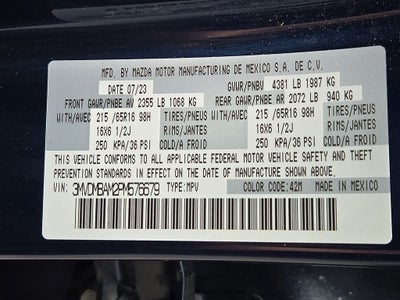 MFD. BY MAZDA MOTOR MANUFACTURING DE MEXICO S.A. DE C.V.
DATE 07/23 GVWR/PNBV 4381 LB 1987 KG
FRONT GAWR/PNBE AV 2355 LB 1068 KG REAR GAWR/PNBE AR 2072 LB 940 KG
WITH/AVEC 215 /65R16 98H TIRES/PNEUS WITH/AVEC 215 /65R16 98H TIRES/PNEUS
16X6 1/2J RIMS/JANTES 16X6 1/2J RIMS/JANTES
250 KPA/36 PSI COLD/A FROID 250 KPA/36 PSI COLD/A FROID
THIS VEHICLE CONFORMS TO ALL APPLICABLE FEDERAL MOTOR VEHICLE SAFETY AND THEFT
PREVENTION STANDARDS IN EFFECT ON THE DATE OF MANUFACTURE SHOWN ABOVE.
VIN: 3MVDMBAM2PM576679 TYPE:MPV COLOR CODE:42M MADE IN MEXICO